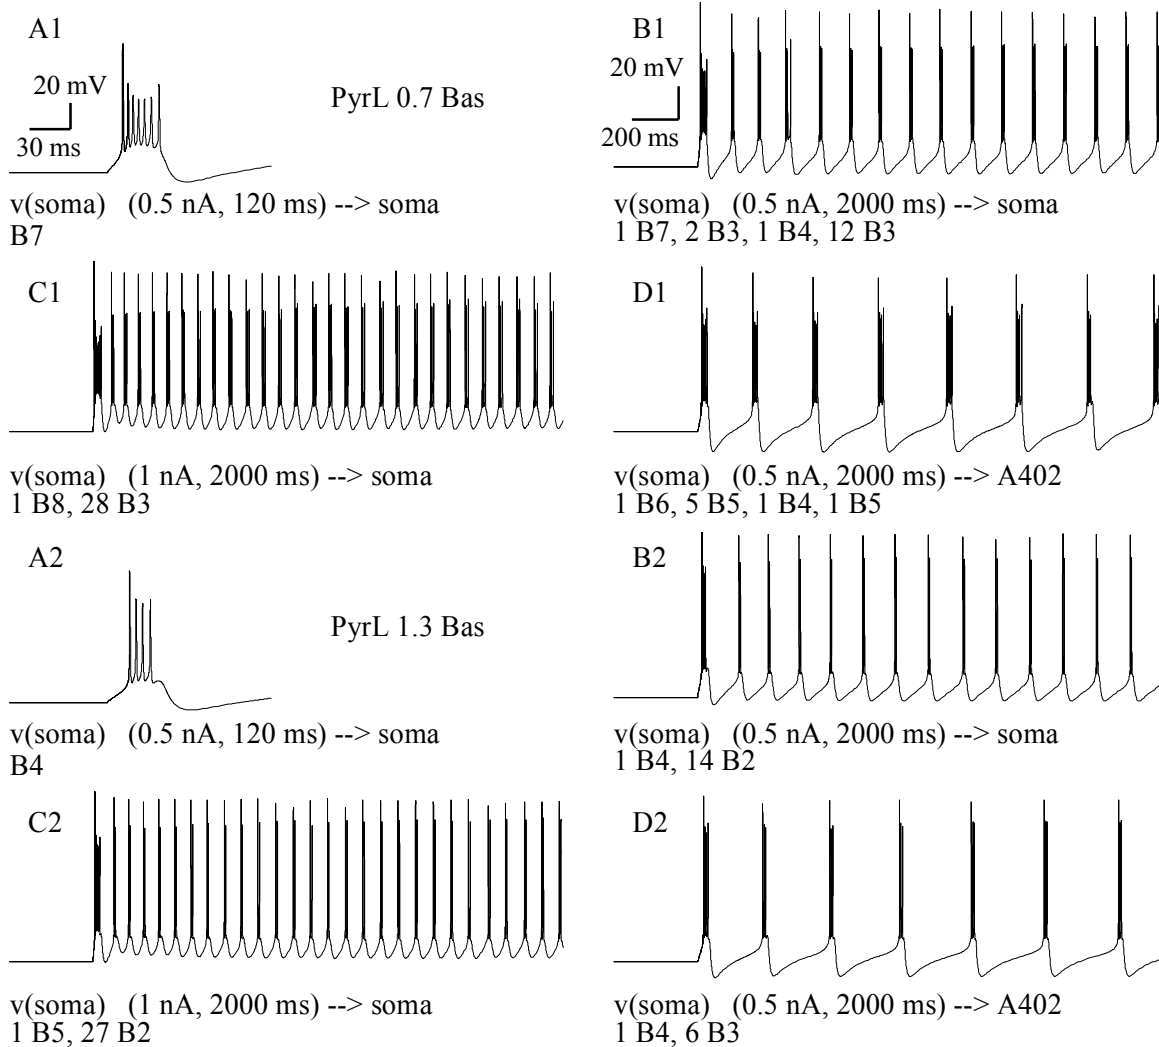 A1
20 mV
30 ms
PyrL 0.7 Bas
v(soma) (0.5 nA, 120 ms) --> soma
B7
B1
20 mV
200 ms
v(soma) (0.5 nA, 2000 ms) --> soma
1 B7, 2 B3, 1 B4, 12 B3
C1
v(soma) (1 nA, 2000 ms) --> soma
1 B8, 28 B3
D1
v(soma) (0.5 nA, 2000 ms) --> A402
1 B6, 5 B5, 1 B4, 1 B5
A2
PyrL 1.3 Bas
v(soma) (0.5 nA, 120 ms) --> soma
B4
B2
v(soma) (0.5 nA, 2000 ms) --> soma
1 B4, 14 B2
C2
v(soma) (1 nA, 2000 ms) --> soma
1 B5, 27 B2
D2
v(soma) (0.5 nA, 2000 ms) --> A402
1 B4, 6 B3